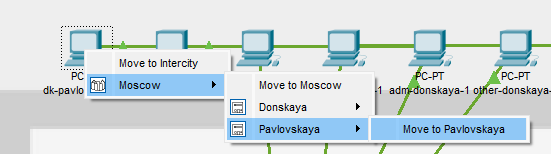 PC
PC-PT
PC-PT
dk-pavlo
-1
adm-donskaya-1
other-donskaya-
Move to Intercity
Moscow
Move to Moscow
Donskaya
Pavlovskaya
Move to Pavlovskaya